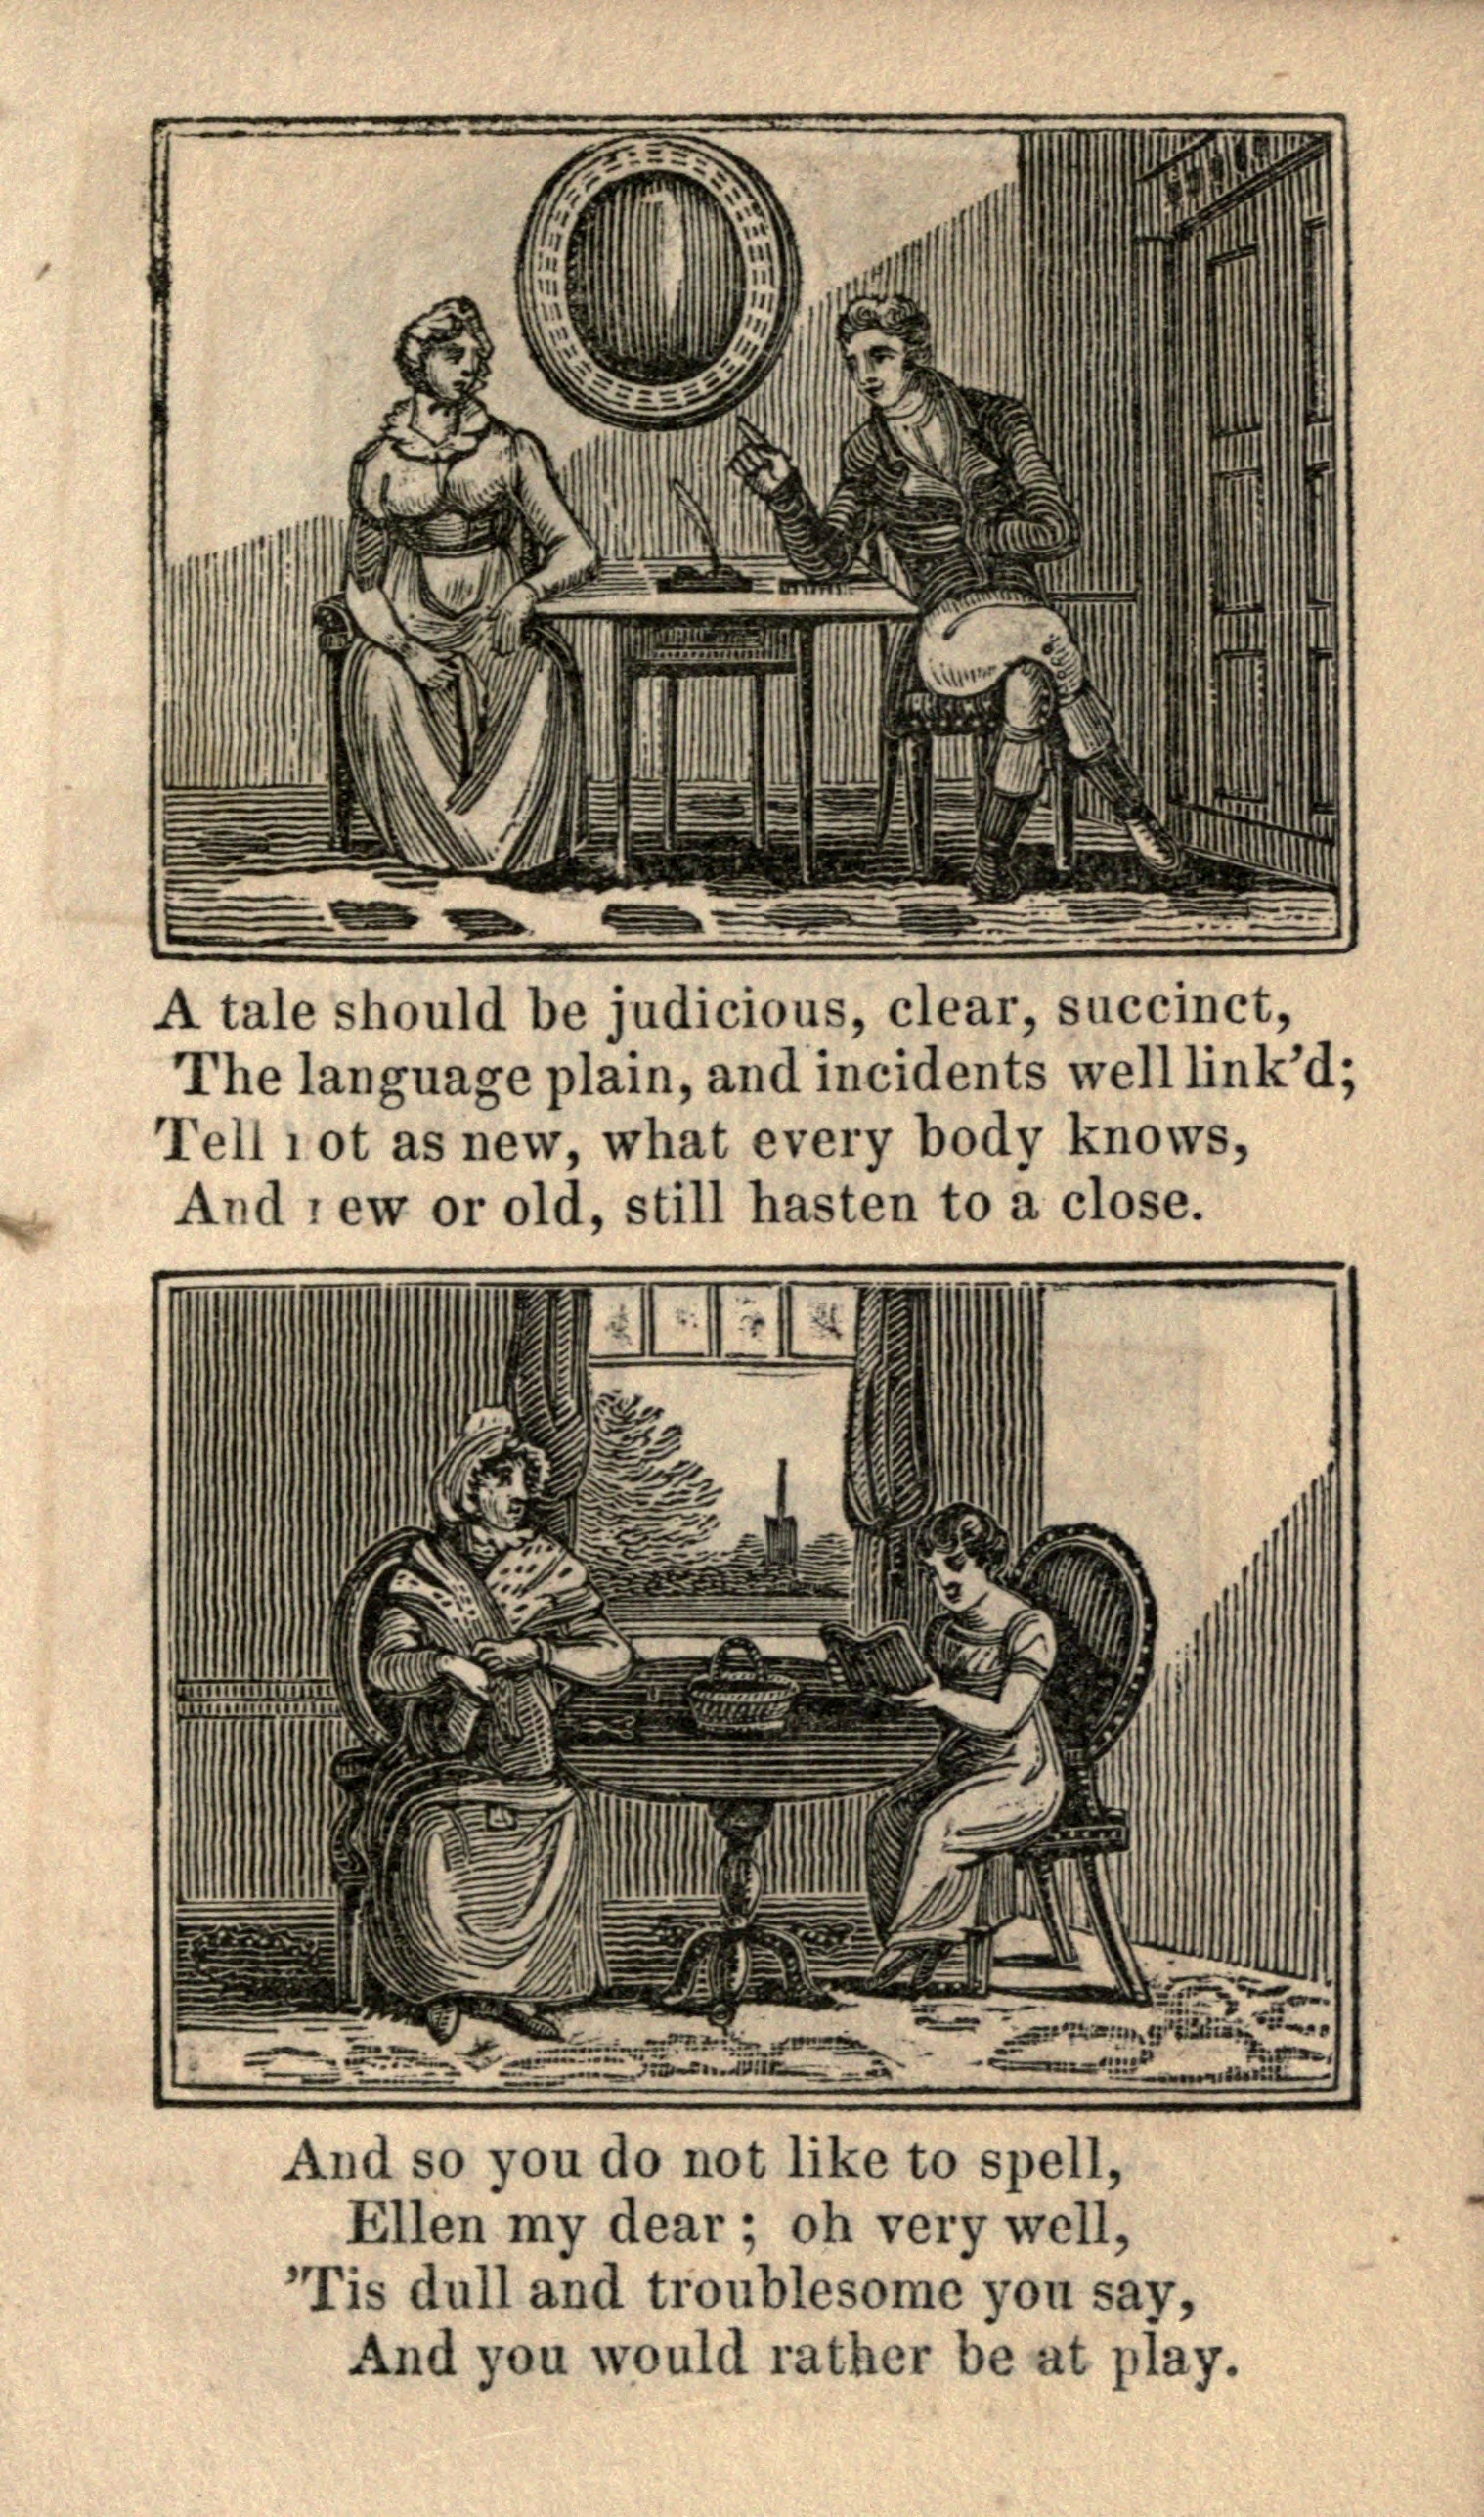 A tale should be judicious, clear, succinct,
The language plain, and incidents well link'd;
Tell not as new, what every body knows,
And new or old, still hasten to a close.
And so you do not like to spell,
Ellen my dear; oh very well,
'Tis dull and troublesome you say,
And you would rather be at play.